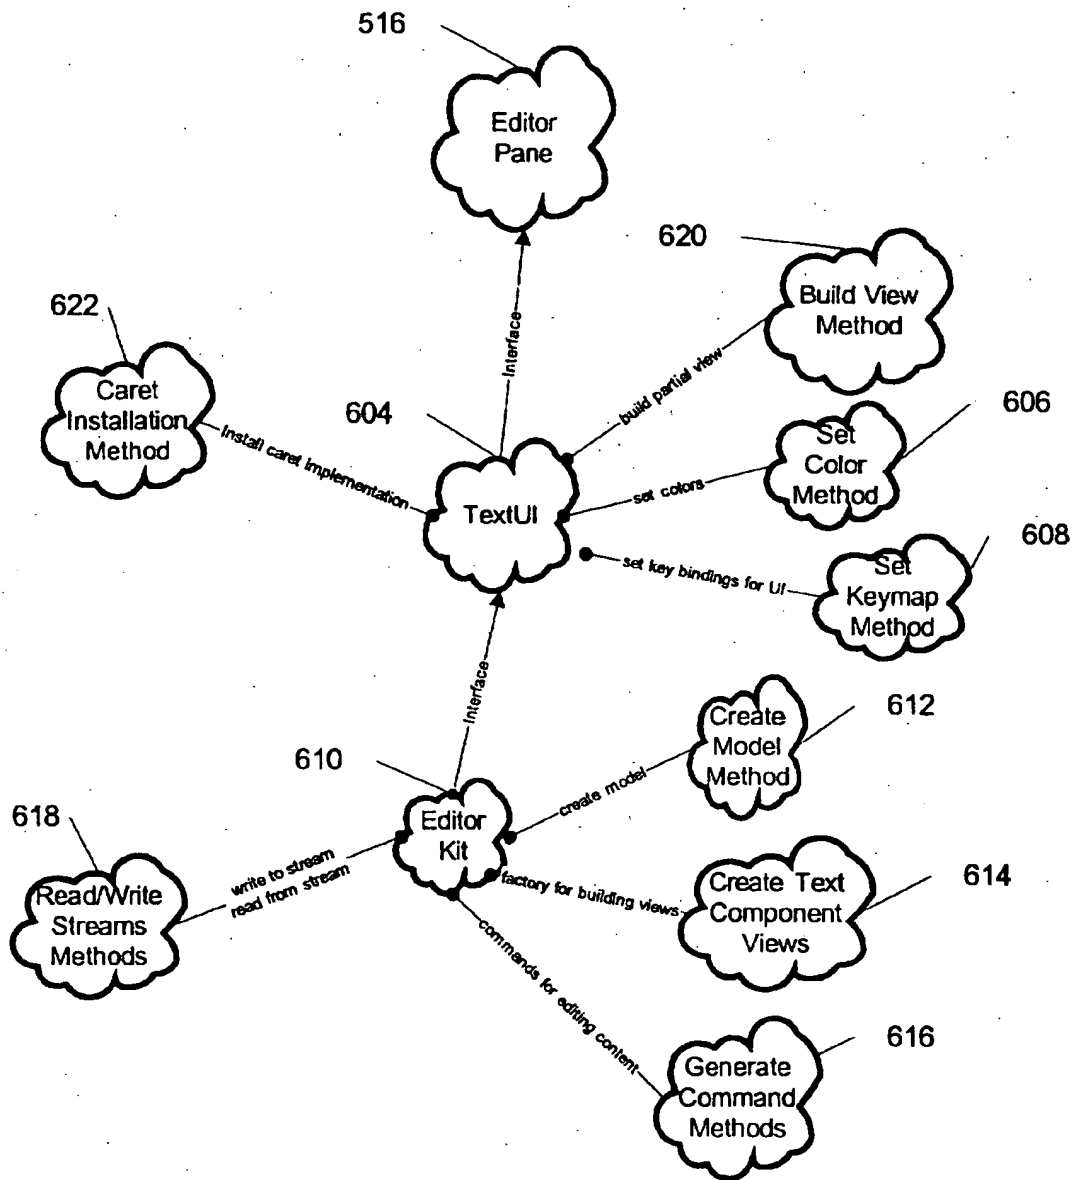 516
Editor
Pane
Interface
620
Build View
Method
build partial view
622
Caret
Installation
Method
Install caret implementation
604
TextUI
606
Set
Color
Method
set colors
608
Set
Keymap
Method
set key bindings for UI
Interface
610
Editor
Kit
612
Create
Model
Method
create model
618
Read/Write
Streams
Methods
write to stream
read from stream
614
Create Text
Component
Views
factory for building views
616
Generate
Command
Methods
commands for editing content